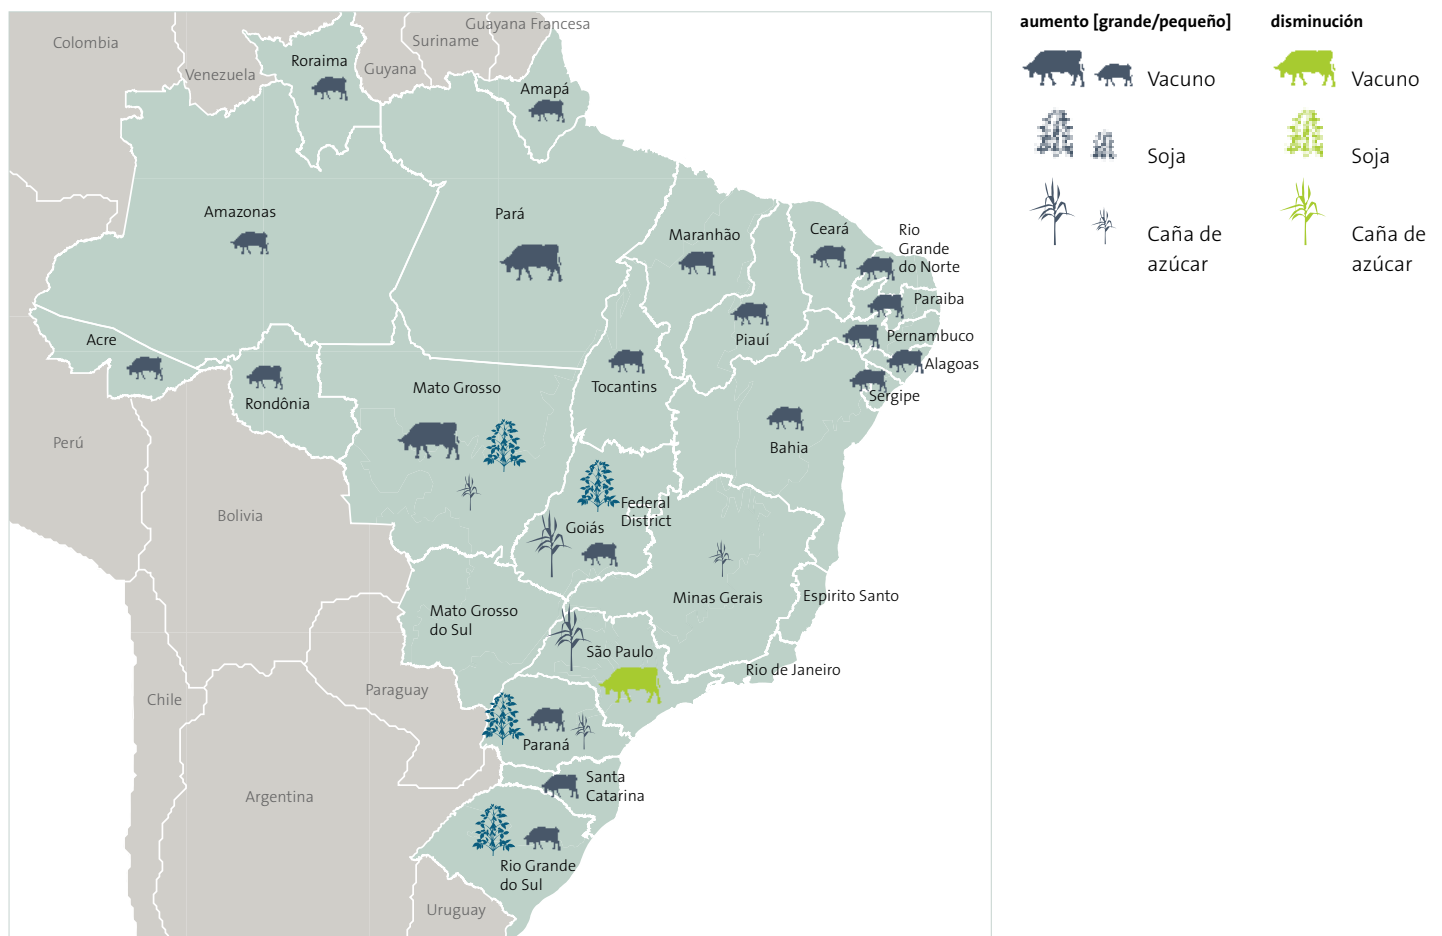 Guayana Francesa
Colombia
Suriname
Venezuela
Guyana
Roraima
Amapá
Amazonas
Pará
Maranhão
Ceará
Rio
Grande
do Norte
Paraiba
Pernambuco
Alagoas
Sergipe
Piauí
Acre
Rondônia
Mato Grosso
Tocantins
Bahia
Perú
Bolivia
Federal
District
Goiás
Minas Gerais
Espirito Santo
Mato Grosso
do Sul
São Paulo
Rio de Janeiro
Paraguay
Chile
Paraná
Santa
Catarina
Argentina
Rio Grande
do Sul
Uruguay
aumento [grande/pequeño]
Vacuno
Soja
Caña de
azúcar
disminución
Vacuno
Soja
Caña de
azúcar